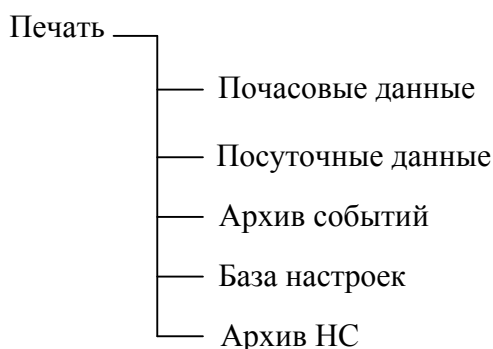 Печать
Почасовые данные
Посуточные данные
Архив событий
База настроек
Архив НС